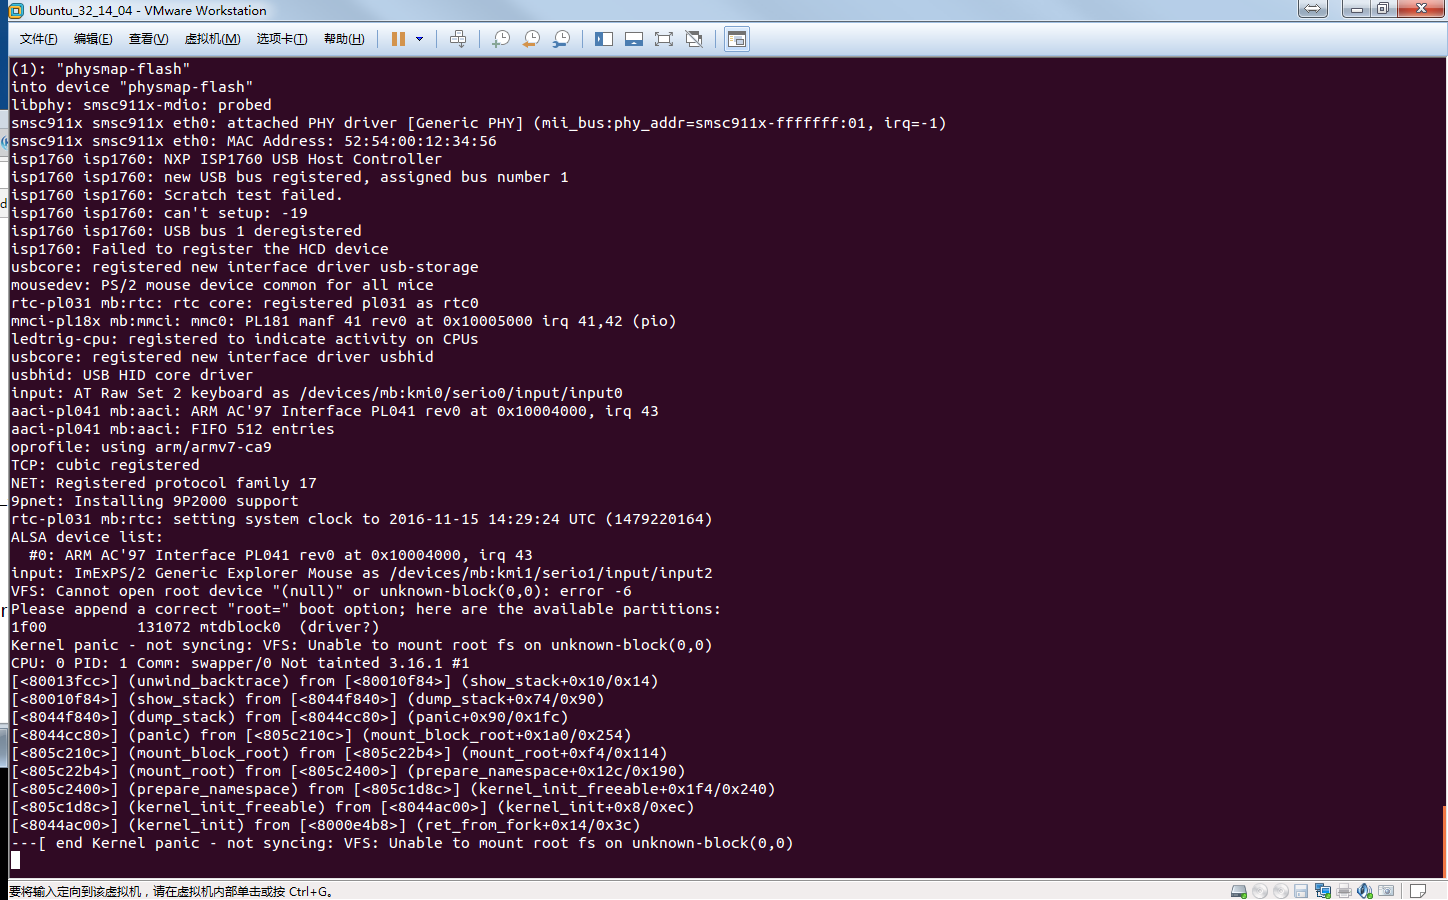 Ubuntu_32_14_04 - VMware Workstation
文件(F) 编辑(E) 查看(V) 虚拟机(M) 选项卡(T) 帮助(H)
(1): "physmap-flash"
into device "physmap-flash"
libphy: smsc911x-mdio: probed
smsc911x smsc911x eth0: attached PHY driver [Generic PHY] (mii_bus:phy_addr=smsc911x-fffffff:01, irq=-1)
smsc911x smsc911x eth0: MAC Address: 52:54:00:12:34:56
isp1760 isp1760: NXP ISP1760 USB Host Controller
isp1760 isp1760: new USB bus registered, assigned bus number 1
isp1760 isp1760: Scratch test failed.
isp1760 isp1760: can't setup: -19
isp1760 isp1760: USB bus 1 deregistered
isp1760: Failed to register the HCD device
usbcore: registered new interface driver usb-storage
mousedev: PS/2 mouse device common for all mice
rtc-pl031 mb:rtc: rtc core: registered pl031 as rtc0
mmci-pl18x mb:mmci: mmc0: PL181 manf 41 rev0 at 0x10005000 irq 41,42 (pio)
ledtrig-cpu: registered to indicate activity on CPUs
usbcore: registered new interface driver usbhid
usbhid: USB HID core driver
input: AT Raw Set 2 keyboard as /devices/mb:kmi0/serio0/input/input0
aaci-pl041 mb:aaci: ARM AC'97 Interface PL041 rev0 at 0x10004000, irq 43
aaci-pl041 mb:aaci: FIFO 512 entries
oprofile: using arm/armv7-ca9
TCP: cubic registered
NET: Registered protocol family 17
9pnet: Installing 9P2000 support
rtc-pl031 mb:rtc: setting system clock to 2016-11-15 14:29:24 UTC (1479220164)
ALSA device list:
  #0: ARM AC'97 Interface PL041 rev0 at 0x10004000, irq 43
input: ImExPS/2 Generic Explorer Mouse as /devices/mb:kmi1/serio1/input/input2
VFS: Cannot open root device "(null)" or unknown-block(0,0): error -6
Please append a correct "root=" boot option; here are the available partitions:
1f00          131072 mtdblock0  (driver?)
Kernel panic - not syncing: VFS: Unable to mount root fs on unknown-block(0,0)
CPU: 0 PID: 1 Comm: swapper/0 Not tainted 3.16.1 #1
[<80013fcc>] (unwind_backtrace) from [<80010f84>] (show_stack+0x10/0x14)
[<80010f84>] (show_stack) from [<8044f840>] (dump_stack+0x74/0x90)
[<8044f840>] (dump_stack) from [<8044cc80>] (panic+0x90/0x1fc)
[<8044cc80>] (panic) from [<805c210c>] (mount_block_root+0x1a0/0x254)
[<805c210c>] (mount_block_root) from [<805c22b4>] (mount_root+0xf4/0x114)
[<805c22b4>] (mount_root) from [<805c2400>] (prepare_namespace+0x12c/0x190)
[<805c2400>] (prepare_namespace) from [<805c1d8c>] (kernel_init_freeable+0x1f4/0x240)
[<805c1d8c>] (kernel_init_freeable) from [<8044ac00>] (kernel_init+0x8/0xec)
[<8044ac00>] (kernel_init) from [<8000e4b8>] (ret_from_fork+0x14/0x3c)
---[ end Kernel panic - not syncing: VFS: Unable to mount root fs on unknown-block(0,0)
要将输入定向到该虚拟机，请在虚拟机内部单击或按 Ctrl+G。